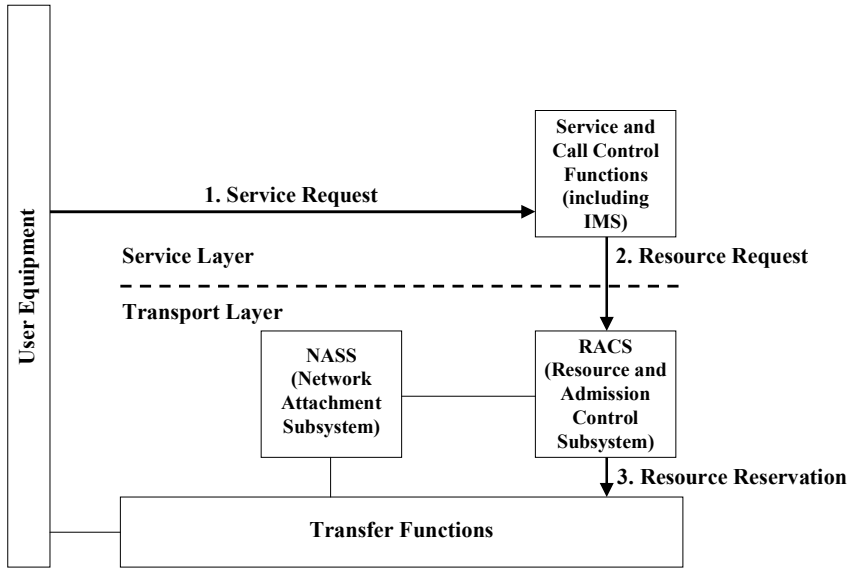 User Equipment
Service and
Call Control
Functions
(including
IMS)
1. Service Request
Service Layer
2. Resource Request
Transport Layer
NASS
(Network
Attachment
Subsystem)
RACS
(Resource and
Admission
Control
Subsystem)
3. Resource Reservation
Transfer Functions